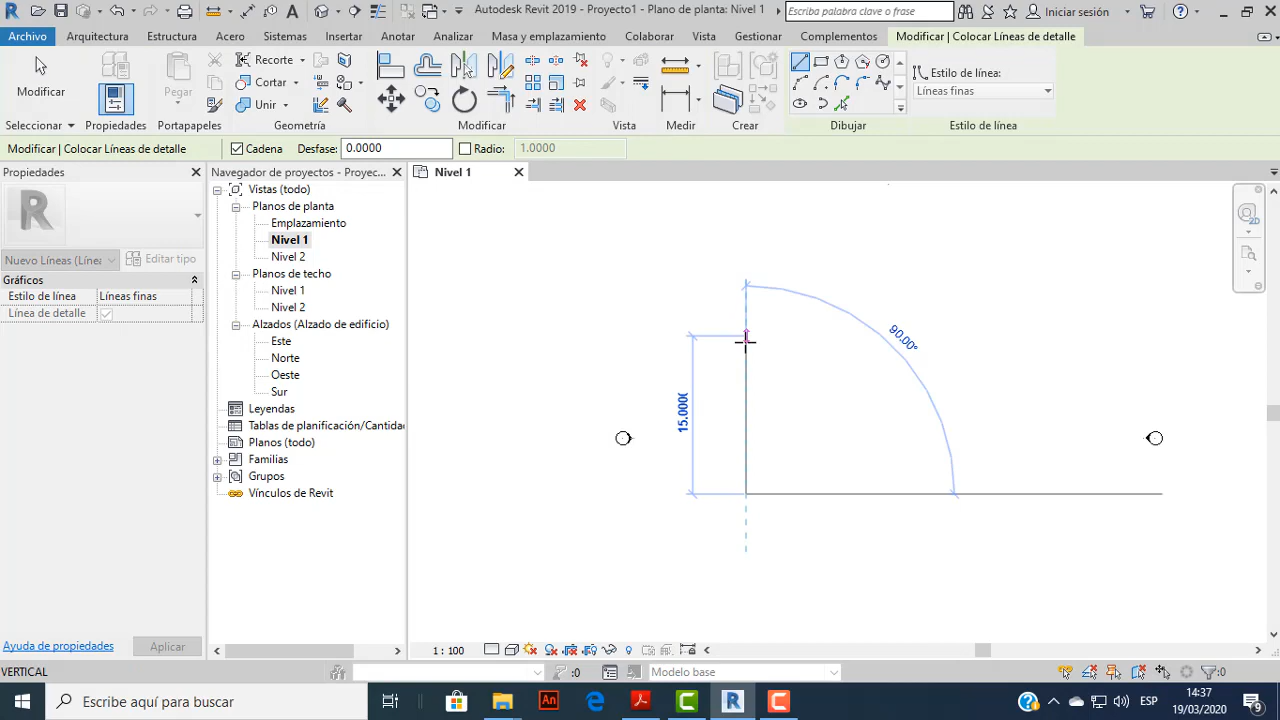 Autodesk Revit 2019 - Proyecto1 - Plano de planta: Nivel 1
Escriba palabra clave o frase
Iniciar sesión
Archivo
Arquitectura
Estructura
Acero
Sistemas
Insertar
Anotar
Analizar
Masa y emplazamiento
Colaborar
Vista
Gestionar
Complementos
Modificar | Colocar Líneas de detalle
Modificar
Recorte
Cortar
Unir
Pegar
Estilo de línea:
Líneas finas
Seleccionar
Propiedades
Portapapeles
Geometría
Modificar
Vista
Medir
Crear
Dibujar
Estilo de línea
Modificar | Colocar Líneas de detalle
Cadena
Desfase:
0.0000
Radio:
1.0000
Propiedades
Navegador de proyectos - Proyec...
Nivel 1
R
Nuevo Líneas (Línea
Editar tipo
Gráficos
Estilo de línea
Líneas finas
Línea de detalle
Vistas (todo)
Planos de planta
Emplazamiento
Nivel 1
Nivel 2
Planos de techo
Nivel 1
Nivel 2
Alzados (Alzado de edificio)
Este
Norte
Oeste
Sur
Leyendas
Tablas de planificación/Cantida
Planos (todo)
Familias
Grupos
Vínculos de Revit
90.00°
15.000
2D
Ayuda de propiedades
Aplicar
1 : 100
VERTICAL
:0
Modelo base
:0
Escribe aquí para buscar
An
C
R
C
ESP
14:37
19/03/2020
9